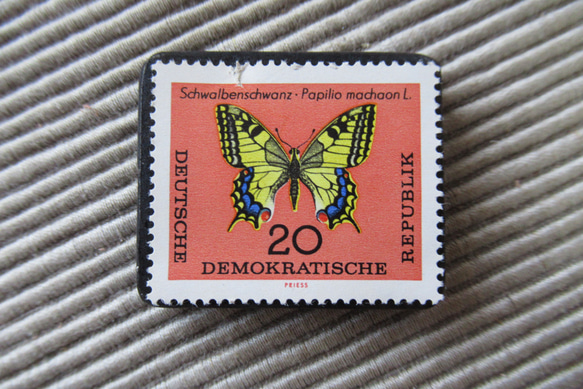 Schwalbenschwanz · Papilio machaon L.
DEUTSCHE
20
DEMOKRATISCHE
REPUBLIK
PRIESS